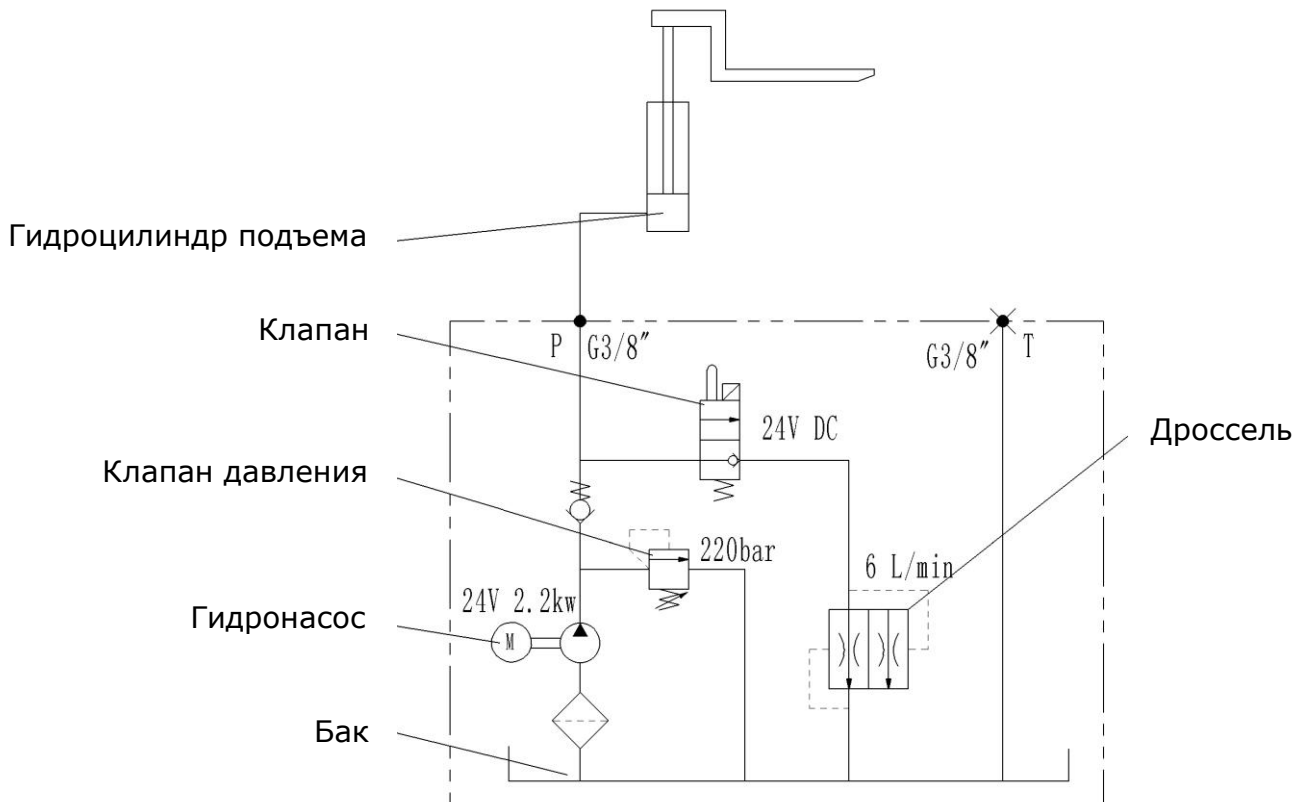 Гидроцилиндр подъема
Клапан
P G3/8″
G3/8″ T
24V DC
Дроссель
Клапан давления
220bar
6 L/min
24V 2.2kw
Гидронасос
M
Бак